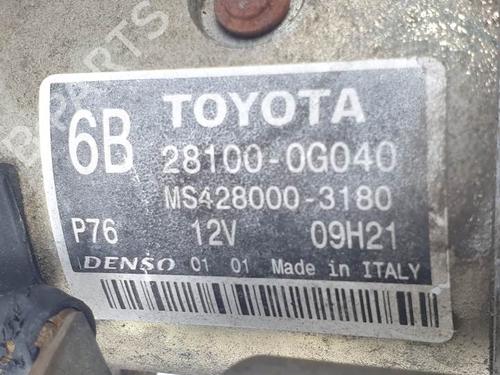 6B TOYOTA
28100-0G040
MS428000-3180
P76 12V 09H21
DENSO 01 01 Made in ITALY